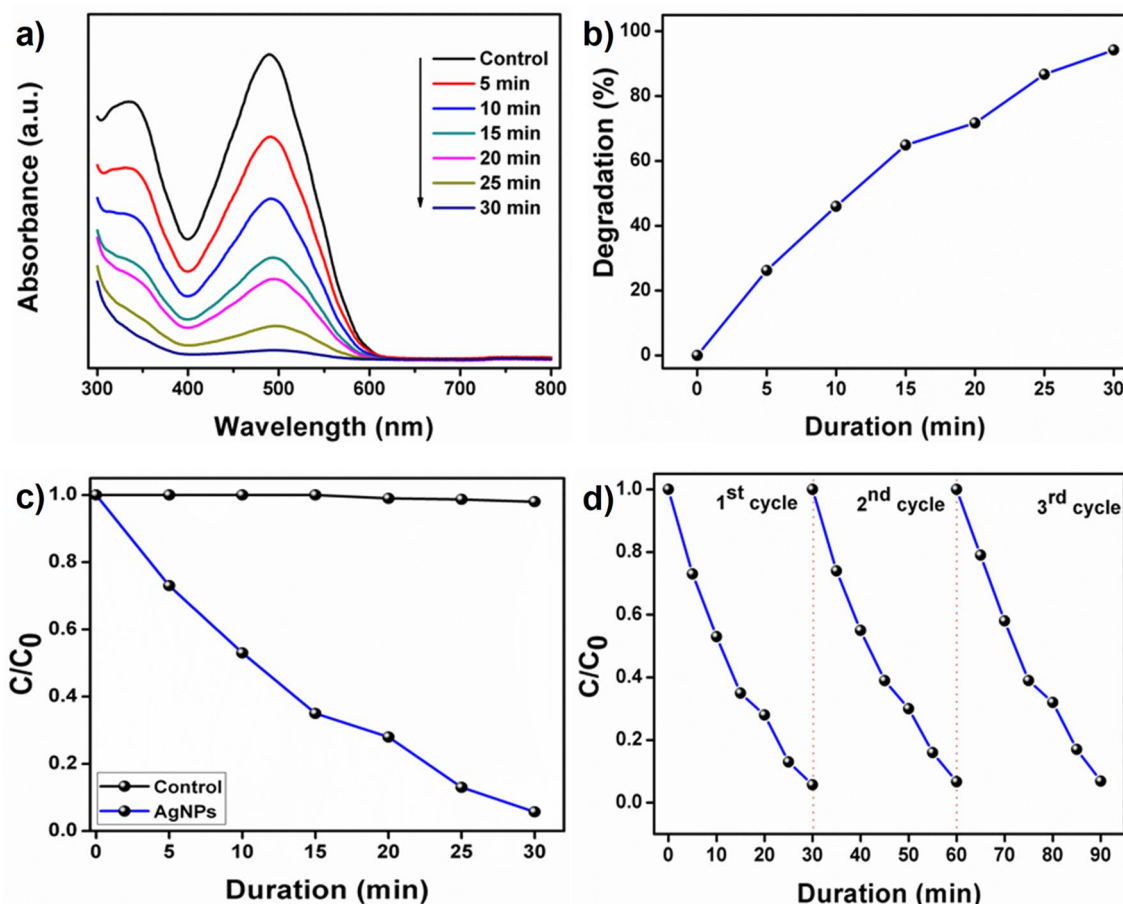 a)
Absorbance (a.u.)
Control
5 min
10 min
15 min
20 min
25 min
30 min
300 400 500 600 700 800
Wavelength (nm)
b)
Degradation (%)
100
80
60
40
20
0
0 5 10 15 20 25 30
Duration (min)
c)
C/C0
1.0
0.8
0.6
0.4
0.2
0.0
Control
AgNPs
0 5 10 15 20 25 30
Duration (min)
d)
C/C0
1.0
0.8
0.6
0.4
0.2
0.0
1st cycle
2nd cycle
3rd cycle
0 10 20 30 40 50 60 70 80 90
Duration (min)